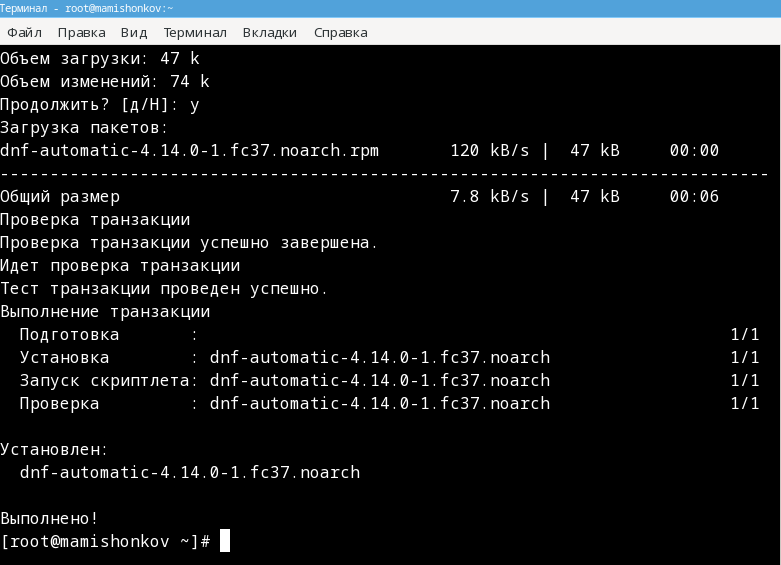 Терминал - root@mamishonkov:~
Файл Правка Вид Терминал Вкладки Справка
Объем загрузки: 47 k
Объем изменений: 74 k
Продолжить? [д/Н]: y
Загрузка пакетов:
dnf-automatic-4.14.0-1.fc37.noarch.rpm 120 kB/s | 47 kB 00:00
-----------------------------------------------------------------------------
Общий размер 7.8 kB/s | 47 kB 00:06
Проверка транзакции
Проверка транзакции успешно завершена.
Идет проверка транзакции
Тест транзакции проведен успешно.
Выполнение транзакции
Подготовка : 1/1
Установка : dnf-automatic-4.14.0-1.fc37.noarch 1/1
Запуск скриптлета: dnf-automatic-4.14.0-1.fc37.noarch 1/1
Проверка : dnf-automatic-4.14.0-1.fc37.noarch 1/1
Установлен:
dnf-automatic-4.14.0-1.fc37.noarch
Выполнено!
[root@mamishonkov ~]#